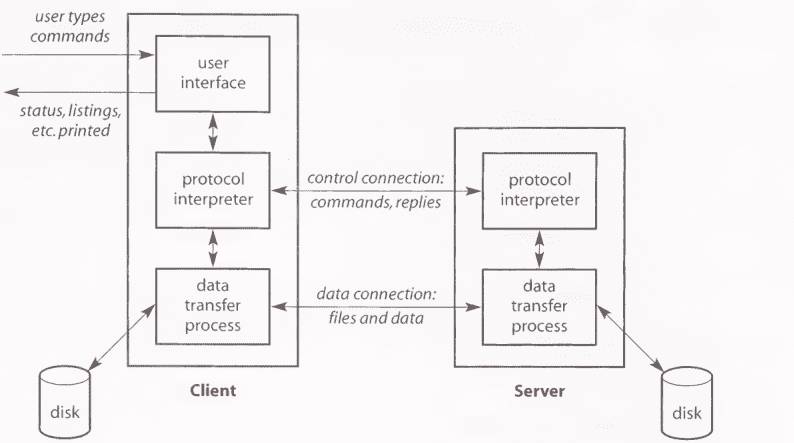 user types
commands
user
interface
status, listings,
etc. printed
protocol
interpreter
control connection:
commands, replies
protocol
interpreter
data
transfer
process
data connection:
files and data
data
transfer
process
Client
Server
disk
disk